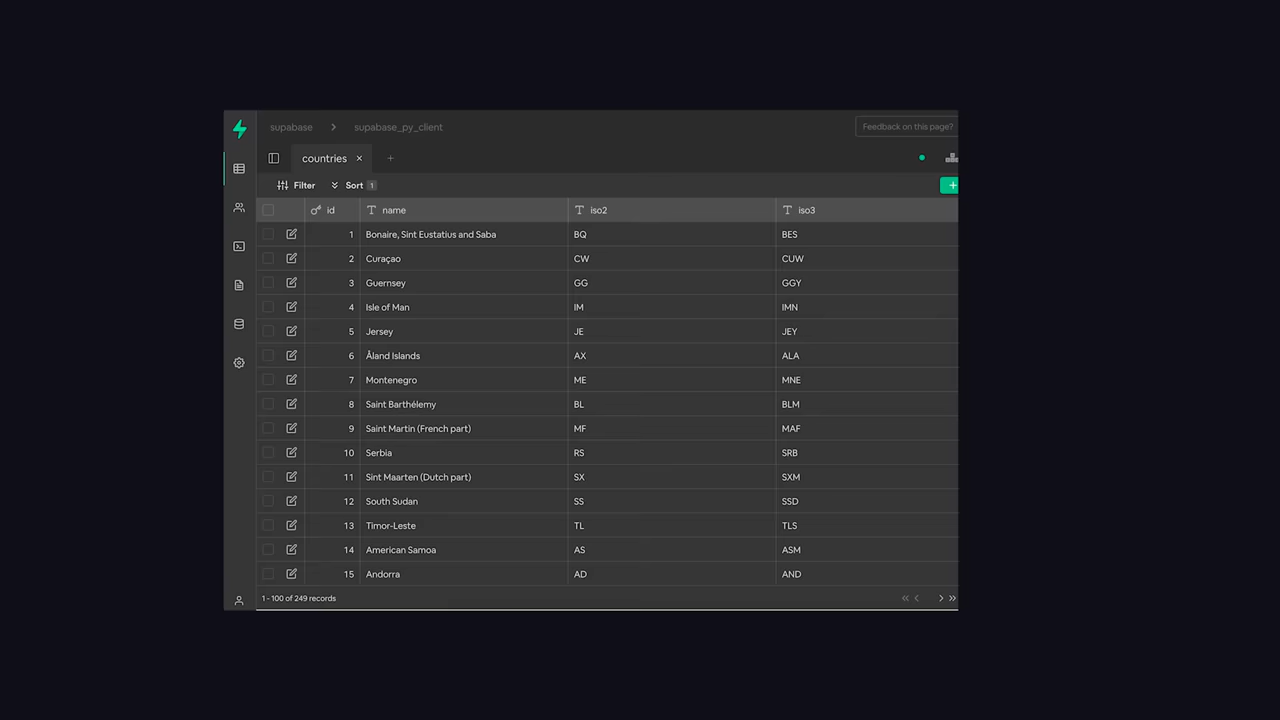 supabase > supabase_py_client Feedback on this page?
countries × +
Filter Sort 1 +
id name iso2 iso3
1 Bonaire, Sint Eustatius and Saba BQ BES
2 Curaçao CW CUW
3 Guernsey GG GGY
4 Isle of Man IM IMN
5 Jersey JE JEY
6 Åland Islands AX ALA
7 Montenegro ME MNE
8 Saint Barthélemy BL BLM
9 Saint Martin (French part) MF MAF
10 Serbia RS SRB
11 Sint Maarten (Dutch part) SX SXM
12 South Sudan SS SSD
13 Timor-Leste TL TLS
14 American Samoa AS ASM
15 Andorra AD AND
1 - 100 of 249 records